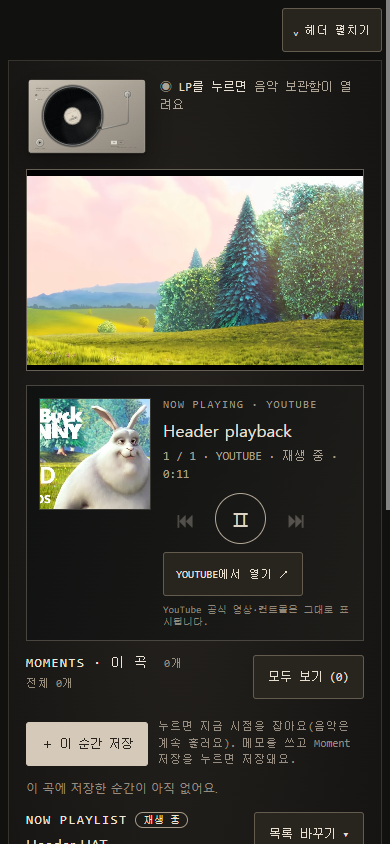 ⌄ 헤더 펼치기
LP를 누르면 음악 보관함이 열
려요
NOW PLAYING · YOUTUBE
Header playback
1 / 1 · YOUTUBE · 재생 중 ·
0:11
YOUTUBE에서 열기 ↗
YouTube 공식 영상·컨트롤은 그대로 표
시됩니다.
MOMENTS · 이 곡 0개
전체 0개
모두 보기 (0)
+ 이 순간 저장
누르면 지금 시점을 잡아요(음악은
계속 흘러요). 메모를 쓰고 Moment
저장을 누르면 저장돼요.
이 곡에 저장한 순간이 아직 없어요.
NOW PLAYLIST 재생 중
목록 바꾸기 ▾